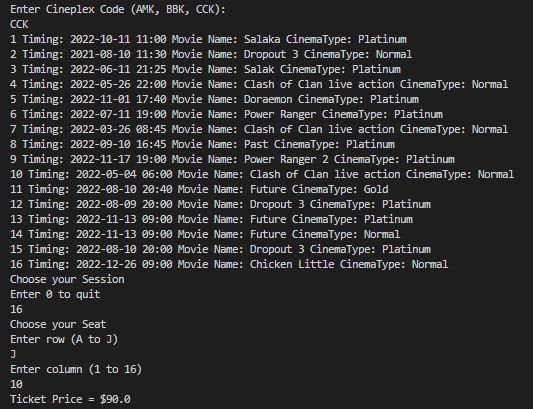 Enter Cineplex Code (AMK, BBK, CCK):
CCK
1 Timing: 2022-10-11 11:00 Movie Name: Salaka CinemaType: Platinum
2 Timing: 2021-08-10 11:30 Movie Name: Dropout 3 CinemaType: Normal
3 Timing: 2022-06-11 21:25 Movie Name: Salak CinemaType: Platinum
4 Timing: 2022-05-26 22:00 Movie Name: Clash of Clan live action CinemaType: Normal
5 Timing: 2022-11-01 17:40 Movie Name: Doraemon CinemaType: Platinum
6 Timing: 2022-07-11 19:00 Movie Name: Power Ranger CinemaType: Platinum
7 Timing: 2022-03-26 08:45 Movie Name: Clash of Clan live action CinemaType: Normal
8 Timing: 2022-09-10 16:45 Movie Name: Past CinemaType: Platinum
9 Timing: 2022-11-17 19:00 Movie Name: Power Ranger 2 CinemaType: Platinum
10 Timing: 2022-05-04 06:00 Movie Name: Clash of Clan live action CinemaType: Normal
11 Timing: 2022-08-10 20:40 Movie Name: Future CinemaType: Gold
12 Timing: 2022-08-09 20:00 Movie Name: Dropout 3 CinemaType: Platinum
13 Timing: 2022-11-13 09:00 Movie Name: Future CinemaType: Platinum
14 Timing: 2022-11-13 09:00 Movie Name: Future CinemaType: Normal
15 Timing: 2022-08-10 20:00 Movie Name: Dropout 3 CinemaType: Platinum
16 Timing: 2022-12-26 09:00 Movie Name: Chicken Little CinemaType: Normal
Choose your Session
Enter 0 to quit
16
Choose your Seat
Enter row (A to J)
J
Enter column (1 to 16)
10
Ticket Price = $90.0